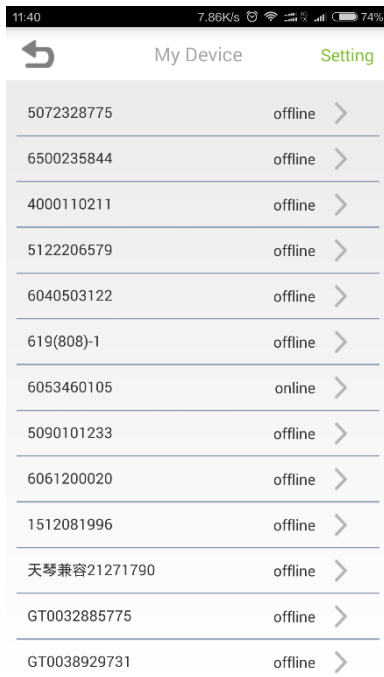 11:40 7.86K/s 74%
My Device Setting
5072328775 offline
6500235844 offline
4000110211 offline
5122206579 offline
6040503122 offline
619(808)-1 offline
6053460105 online
5090101233 offline
6061200020 offline
1512081996 offline
天琴兼容21271790 offline
GT0032885775 offline
GT0038929731 offline